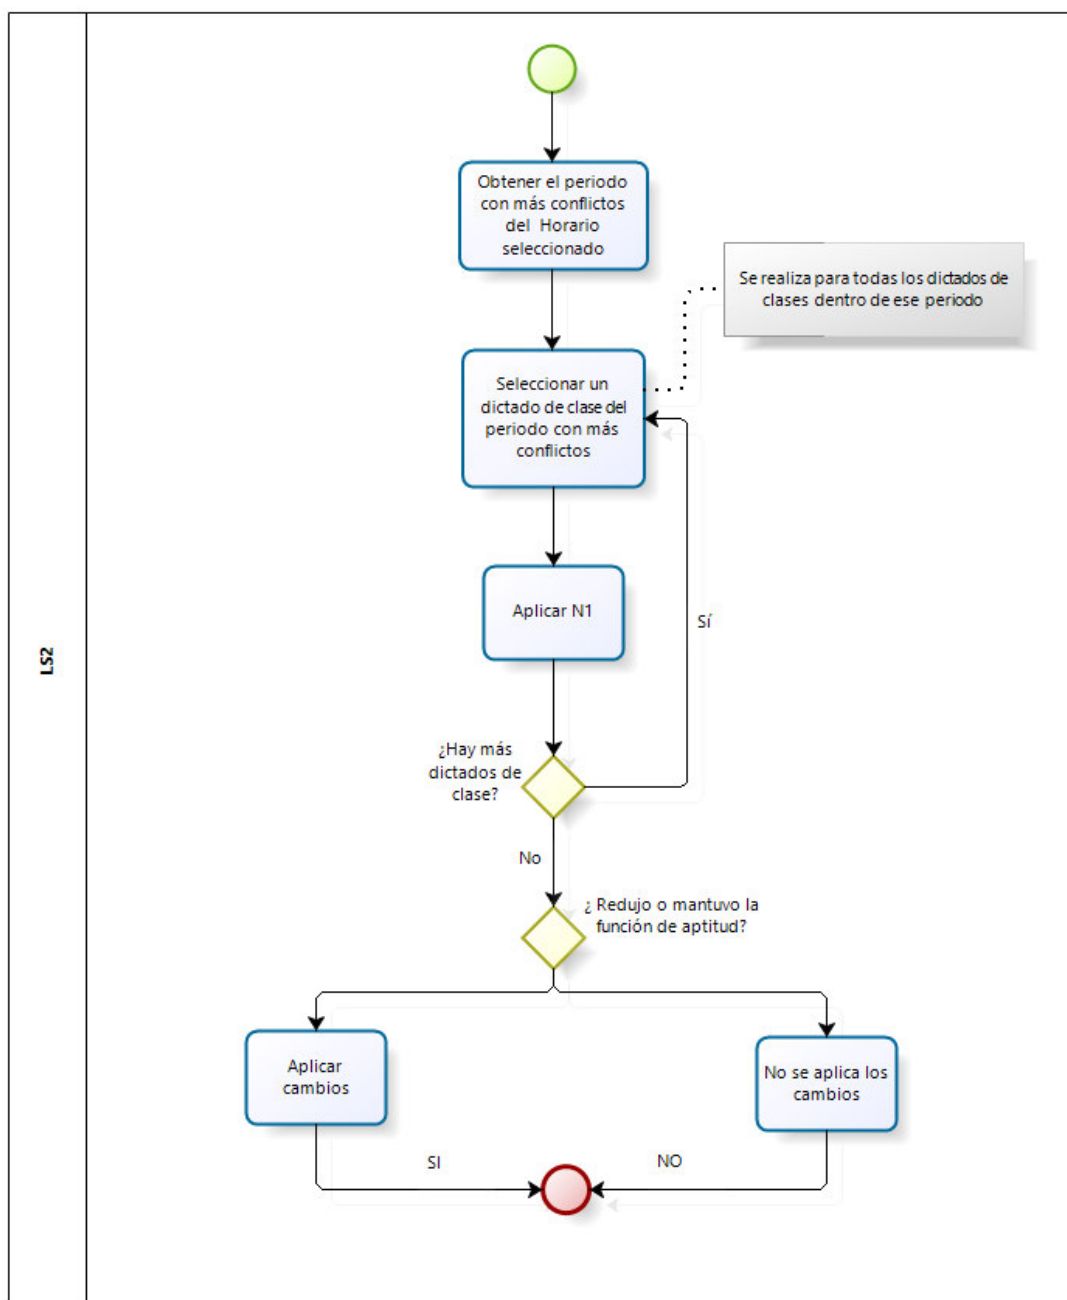 LS2
Obtener el periodo
con más conflictos
del Horario
seleccionado
Se realiza para todas los dictados de
clases dentro de ese periodo
Seleccionar un
dictado de clase del
periodo con más
conflictos
Aplicar N1
Sí
¿Hay más
dictados de
clase?
No
¿ Redujo o mantuvo la
función de aptitud?
Aplicar
cambios
No se aplica los
cambios
SI
NO